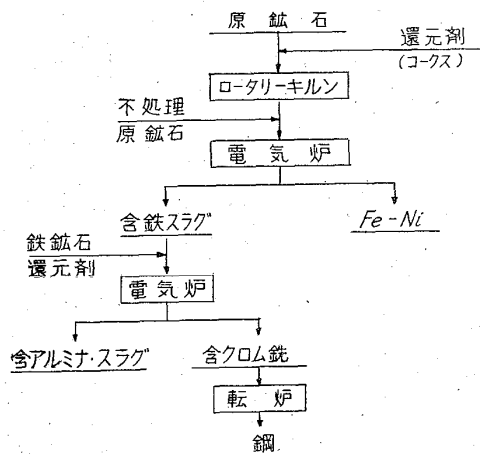 原鉱石
還元剤
(コークス)
ロータリーキルン
不処理
原鉱石
電気炉
含鉄スラグ
Fe-Ni
鉄鉱石
還元剤
電気炉
含アルミナ・スラグ
含クロム銑
転炉
鋼